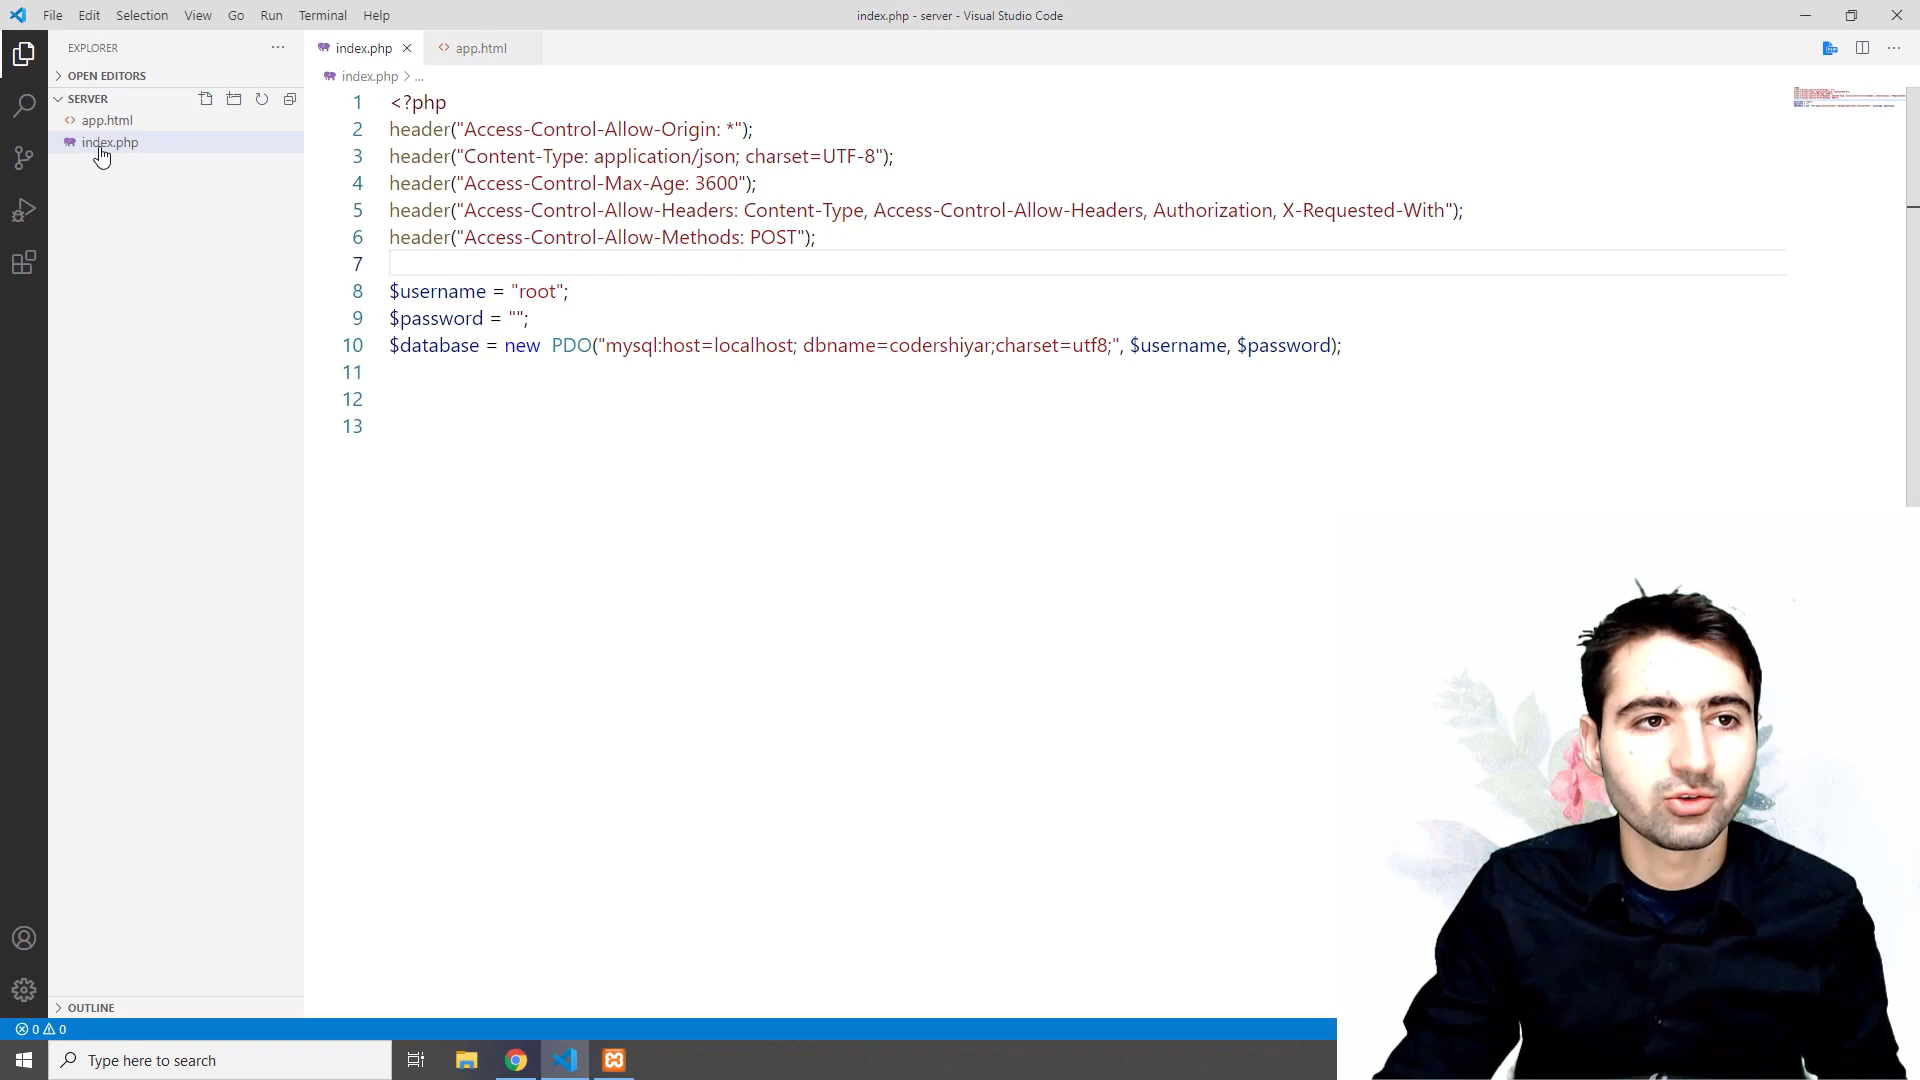 File Edit Selection View Go Run Terminal Help
index.php - server - Visual Studio Code
EXPLORER
OPEN EDITORS
SERVER
app.html
index.php
index.php
app.html
index.php > ...
1 <?php
2 header("Access-Control-Allow-Origin: *");
3 header("Content-Type: application/json; charset=UTF-8");
4 header("Access-Control-Max-Age: 3600");
5 header("Access-Control-Allow-Headers: Content-Type, Access-Control-Allow-Headers, Authorization, X-Requested-With");
6 header("Access-Control-Allow-Methods: POST");
7
8 $username = "root";
9 $password = "";
10 $database = new  PDO("mysql:host=localhost; dbname=codershiyar;charset=utf8;", $username, $password);
11
12
13
OUTLINE
0 0
Type here to search